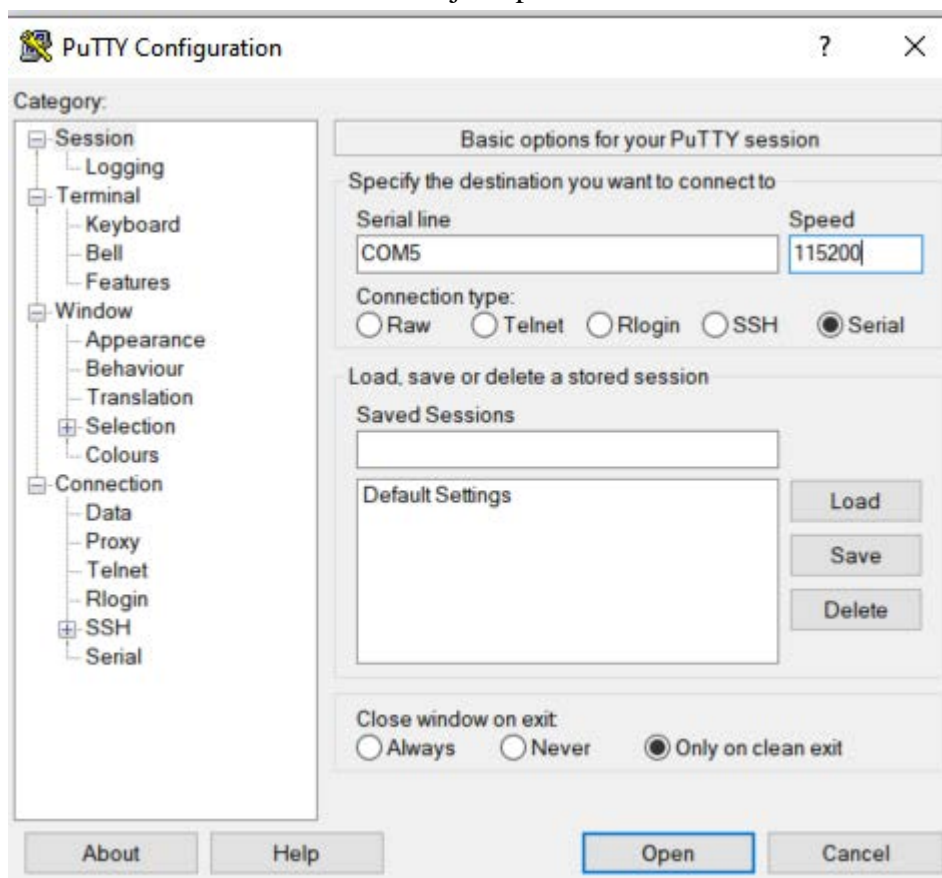 PuTTY Configuration
?
Category:
Session
Logging
Terminal
Keyboard
Bell
Features
Window
Appearance
Behaviour
Translation
Selection
Colours
Connection
Data
Proxy
Telnet
Rlogin
SSH
Serial
Basic options for your PuTTY session
Specify the destination you want to connect to
Serial line Speed
COM5 115200
Connection type:
Raw Telnet Rlogin SSH Serial
Load, save or delete a stored session
Saved Sessions
Default Settings
Load
Save
Delete
Close window on exit
Always Never Only on clean exit
About Help Open Cancel